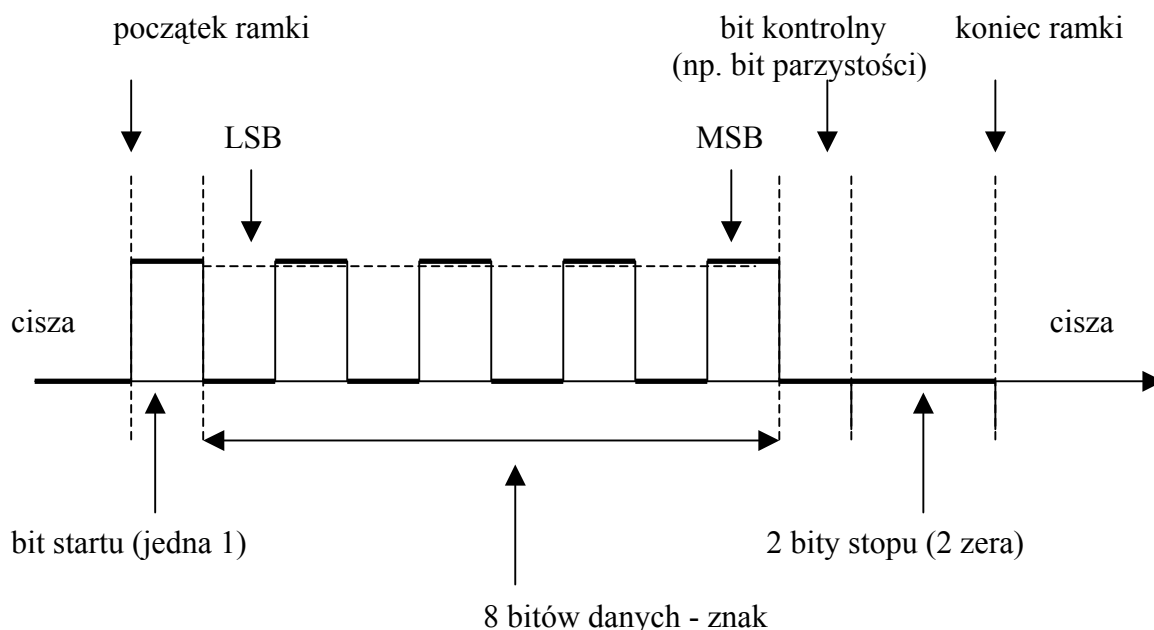 początek ramki
bit kontrolny
(np. bit parzystości)
koniec ramki
LSB
MSB
cisza
cisza
bit startu (jedna 1)
2 bity stopu (2 zera)
8 bitów danych - znak